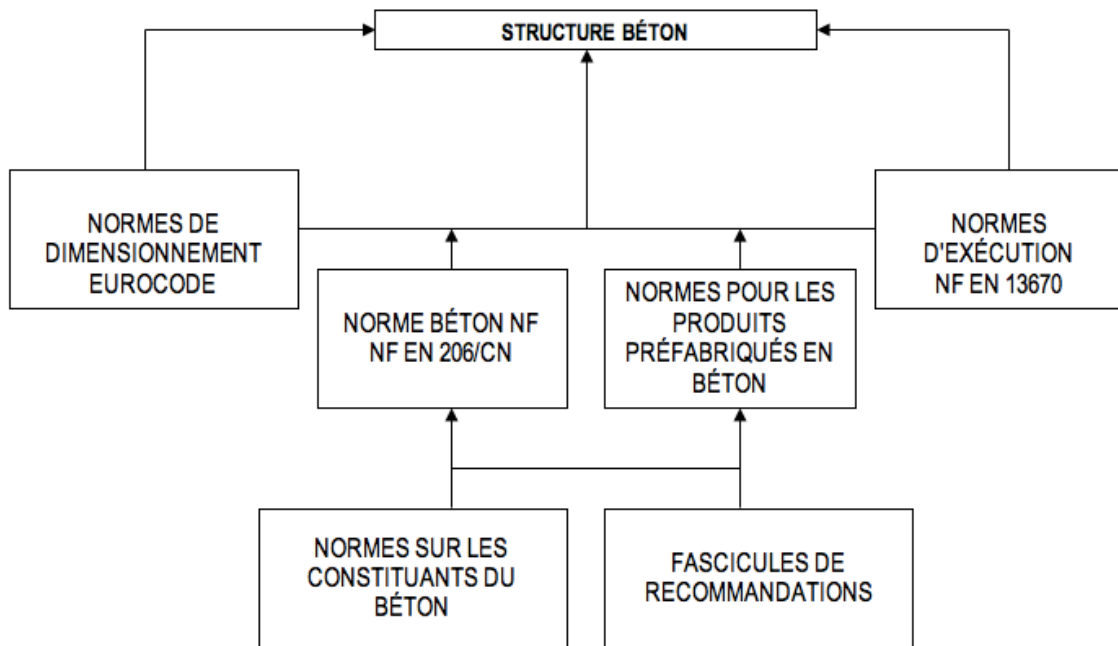 STRUCTURE BÉTON
NORMES DE
DIMENSIONNEMENT
EUROCODE
NORME BÉTON NF
NF EN 206/CN
NORMES POUR LES
PRODUITS
PRÉFABRIQUÉS EN
BÉTON
NORMES
D'EXÉCUTION
NF EN 13670
NORMES SUR LES
CONSTITUANTS DU
BÉTON
FASCICULES DE
RECOMMANDATIONS